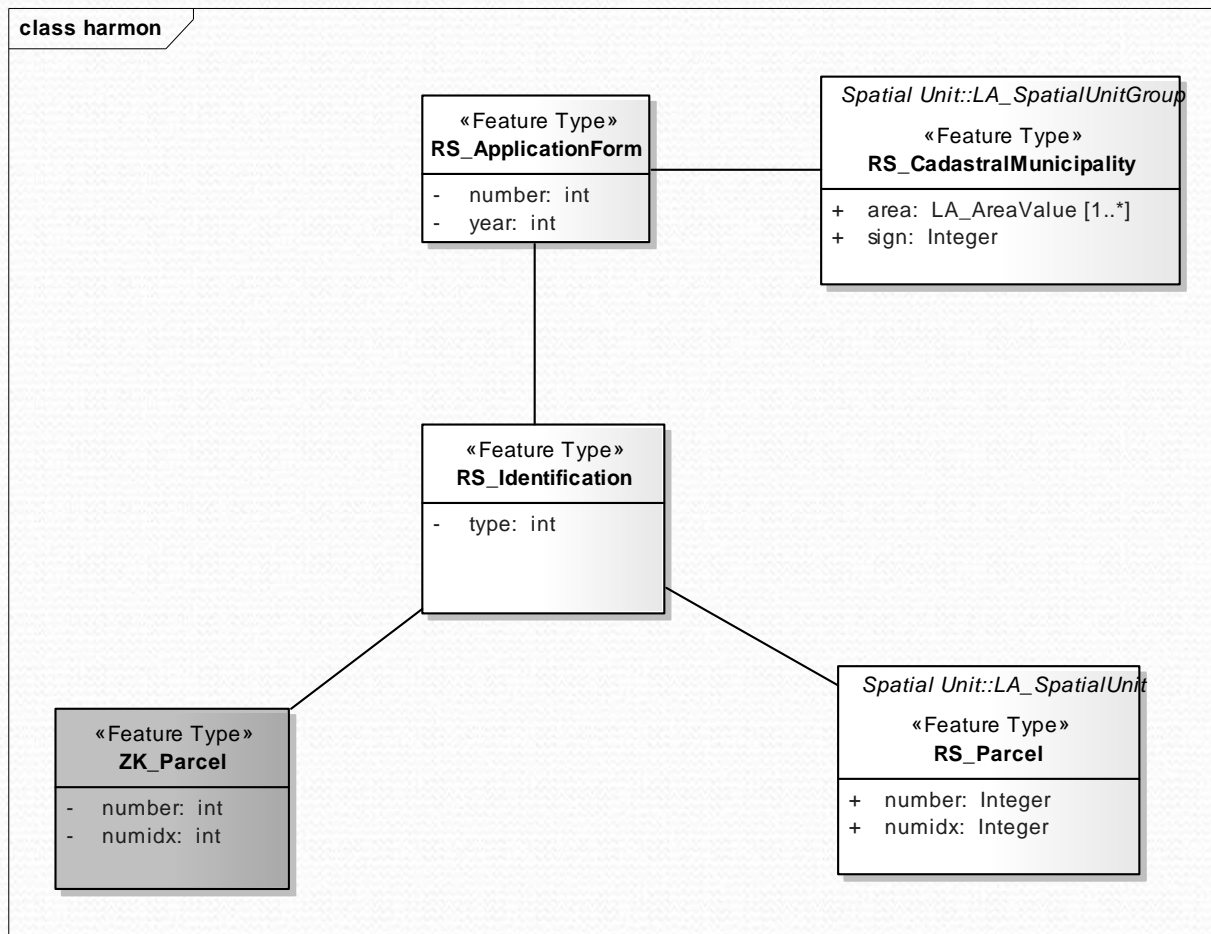 class harmon
«Feature Type»
RS_ApplicationForm
- number: int
- year: int
Spatial Unit::LA_SpatialUnitGroup
«Feature Type»
RS_CadastralMunicipality
+ area: LA_AreaValue [1..*]
+ sign: Integer
«Feature Type»
RS_Identification
- type: int
«Feature Type»
ZK_Parcel
- number: int
- numidx: int
Spatial Unit::LA_SpatialUnit
«Feature Type»
RS_Parcel
+ number: Integer
+ numidx: Integer